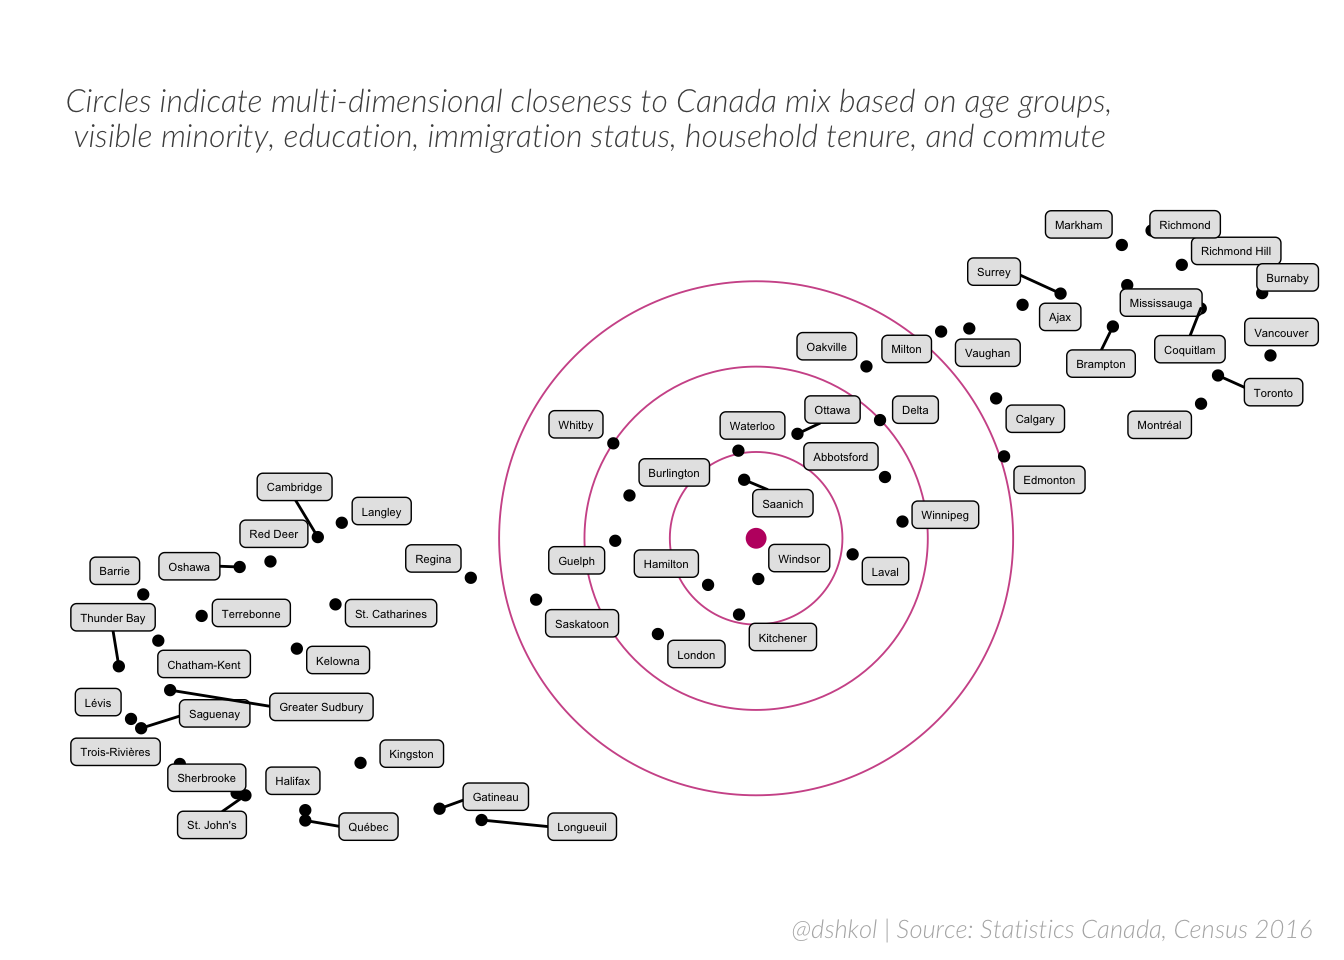 Circles indicate multi-dimensional closeness to Canada mix based on age groups,
visible minority, education, immigration status, household tenure, and commute
Markham
Richmond
Richmond Hill
Surrey
Burnaby
Mississauga
Ajax
Vancouver
Oakville
Milton
Vaughan
Coquitlam
Brampton
Toronto
Ottawa
Delta
Calgary
Montréal
Whitby
Waterloo
Abbotsford
Burlington
Edmonton
Cambridge
Saanich
Langley
Winnipeg
Red Deer
Regina
Guelph
Hamilton
Windsor
Oshawa
Barrie
Laval
Terrebonne
St. Catharines
Thunder Bay
Saskatoon
Kitchener
London
Chatham-Kent
Kelowna
Lévis
Greater Sudbury
Saguenay
Trois-Rivières
Kingston
Sherbrooke
Halifax
Gatineau
St. John's
Québec
Longueuil
@dshkol | Source: Statistics Canada, Census 2016